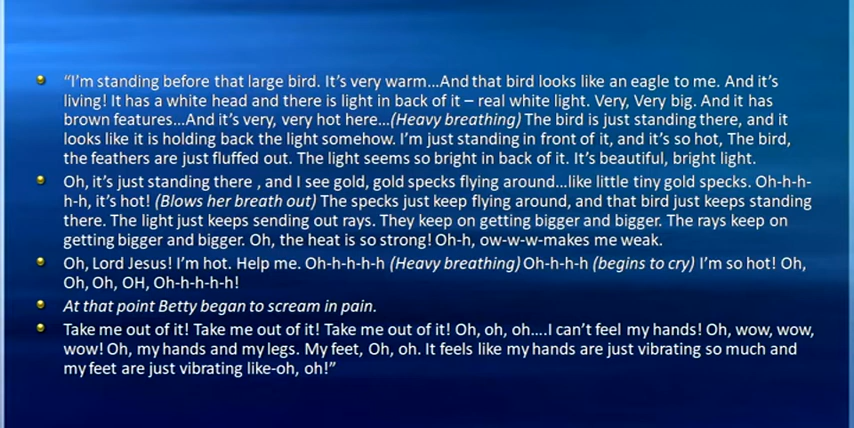 “I’m standing before that large bird. It’s very warm…And that bird looks like an eagle to me. And it’s
living! It has a white head and there is light in back of it – real white light. Very, Very big. And it has
brown features…And it’s very, very hot here…(Heavy breathing) The bird is just standing there, and it
looks like it is holding back the light somehow. I’m just standing in front of it, and it’s so hot, The bird,
the feathers are just fluffed out. The light seems so bright in back of it. It’s beautiful, bright light.
Oh, it’s just standing there , and I see gold, gold specks flying around…like little tiny gold specks. Oh-h-h-
h-h, it’s hot! (Blows her breath out) The specks just keep flying around, and that bird just keeps standing
there. The light just keeps sending out rays. They keep on getting bigger and bigger. The rays keep on
getting bigger and bigger. Oh, the heat is so strong! Oh-h, ow-w-w-makes me weak.
Oh, Lord Jesus! I’m hot. Help me. Oh-h-h-h-h (Heavy breathing) Oh-h-h-h (begins to cry) I’m so hot! Oh,
Oh, Oh, OH, Oh-h-h-h-h!
At that point Betty began to scream in pain.
Take me out of it! Take me out of it! Take me out of it! Oh, oh, oh….I can’t feel my hands! Oh, wow, wow,
wow! Oh, my hands and my legs. My feet, Oh, oh. It feels like my hands are just vibrating so much and
my feet are just vibrating like-oh, oh!”